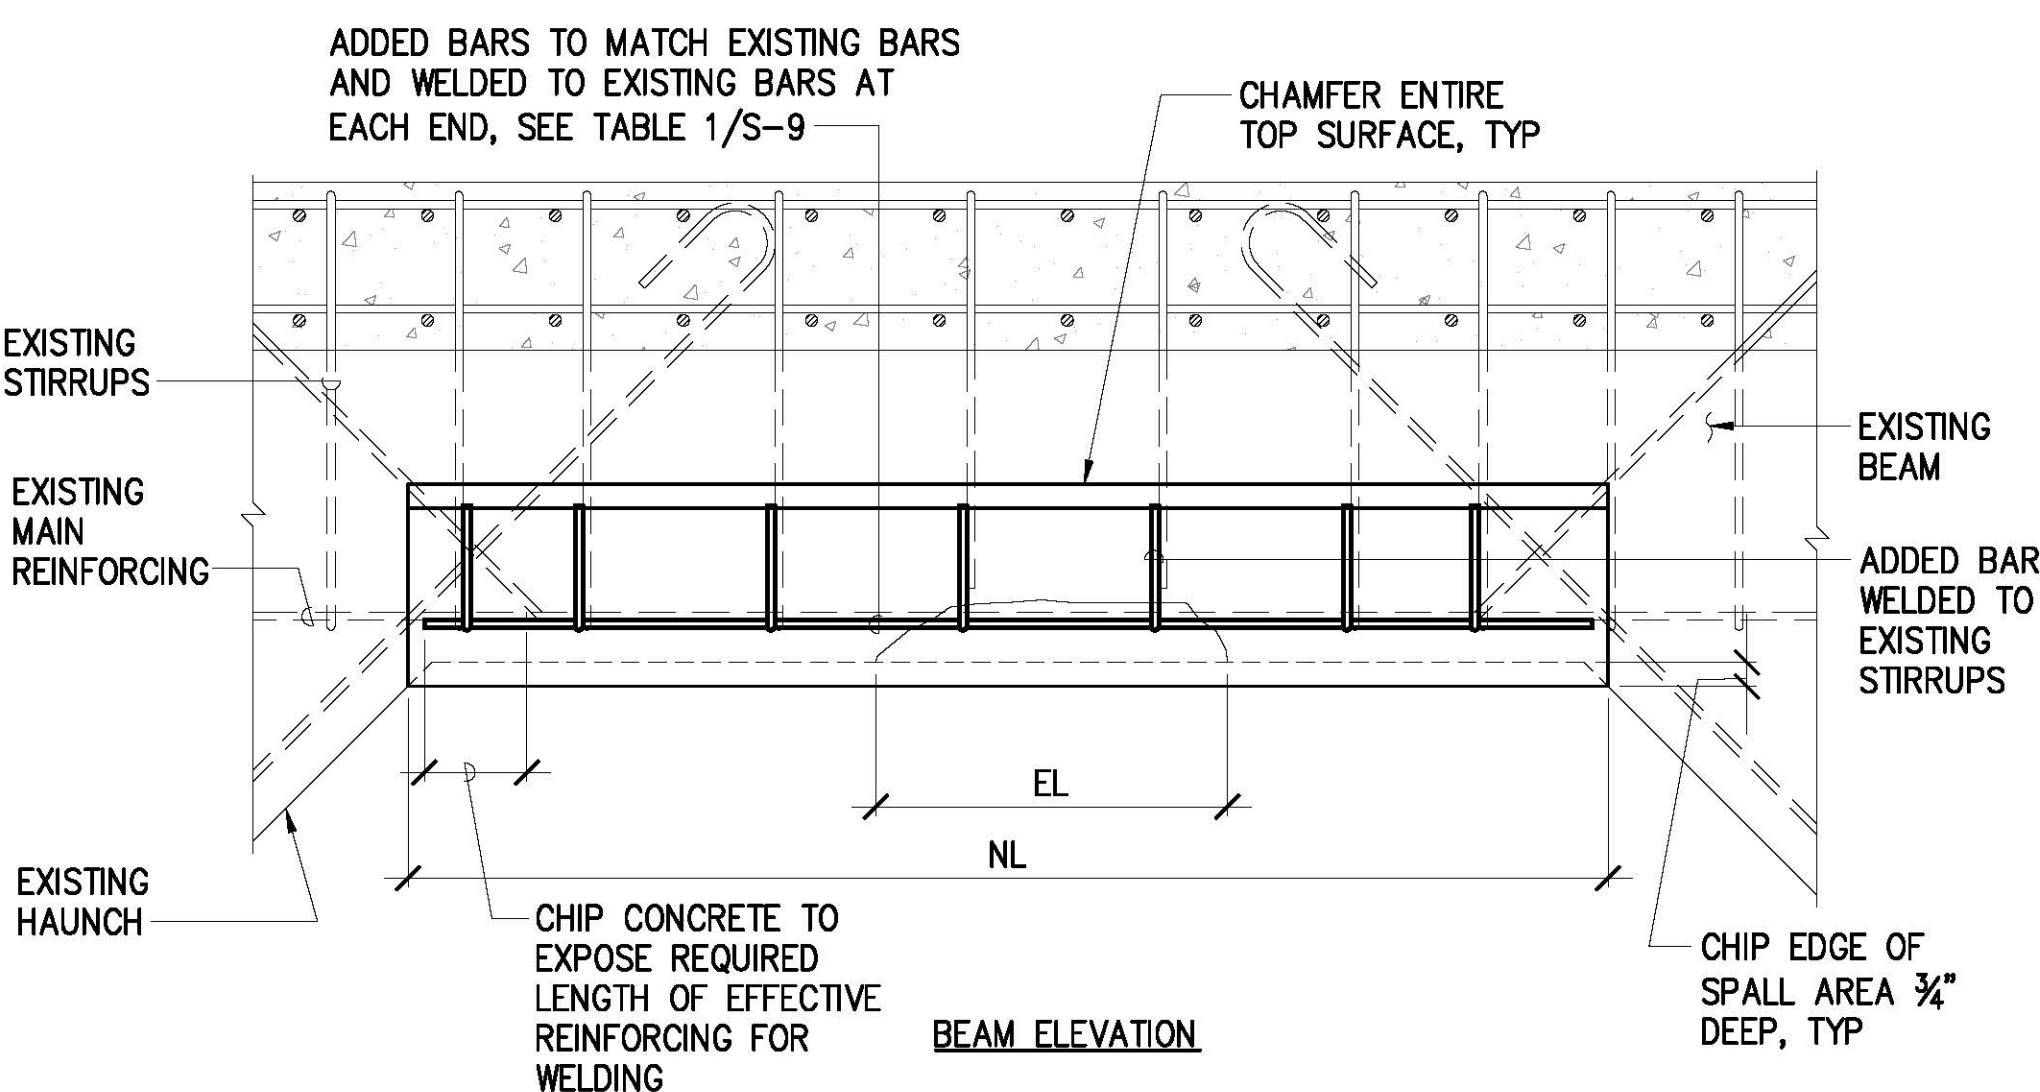 ADDED BARS TO MATCH EXISTING BARS
AND WELDED TO EXISTING BARS AT
EACH END, SEE TABLE 1/S-9
CHAMFER ENTIRE
TOP SURFACE, TYP
EXISTING
STIRRUPS
EXISTING
BEAM
EXISTING
MAIN
REINFORCING
ADDED BAR
WELDED TO
EXISTING
STIRRUPS
EL
NL
EXISTING
HAUNCH
CHIP CONCRETE TO
EXPOSE REQUIRED
LENGTH OF EFFECTIVE
REINFORCING FOR
WELDING
CHIP EDGE OF
SPALL AREA ¾"
DEEP, TYP
BEAM ELEVATION